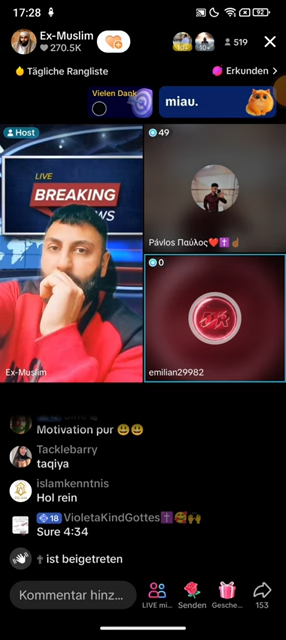 17:28
92
Ex-Muslim
270.5K
519
Tägliche Rangliste
Erkunden
Vielen Dank
miau.
Host
49
LIVE
BREAKING
WS
Pávlos Παύλος
0
Ex-Muslim
emilian29982
Motivation pur
Tacklebarry
taqiya
islamkenntnis
Hol rein
18 VioletaKindGottes
Sure 4:34
ist beigetreten
Kommentar hinz...
LIVE mi...
Senden
Gesche...
153